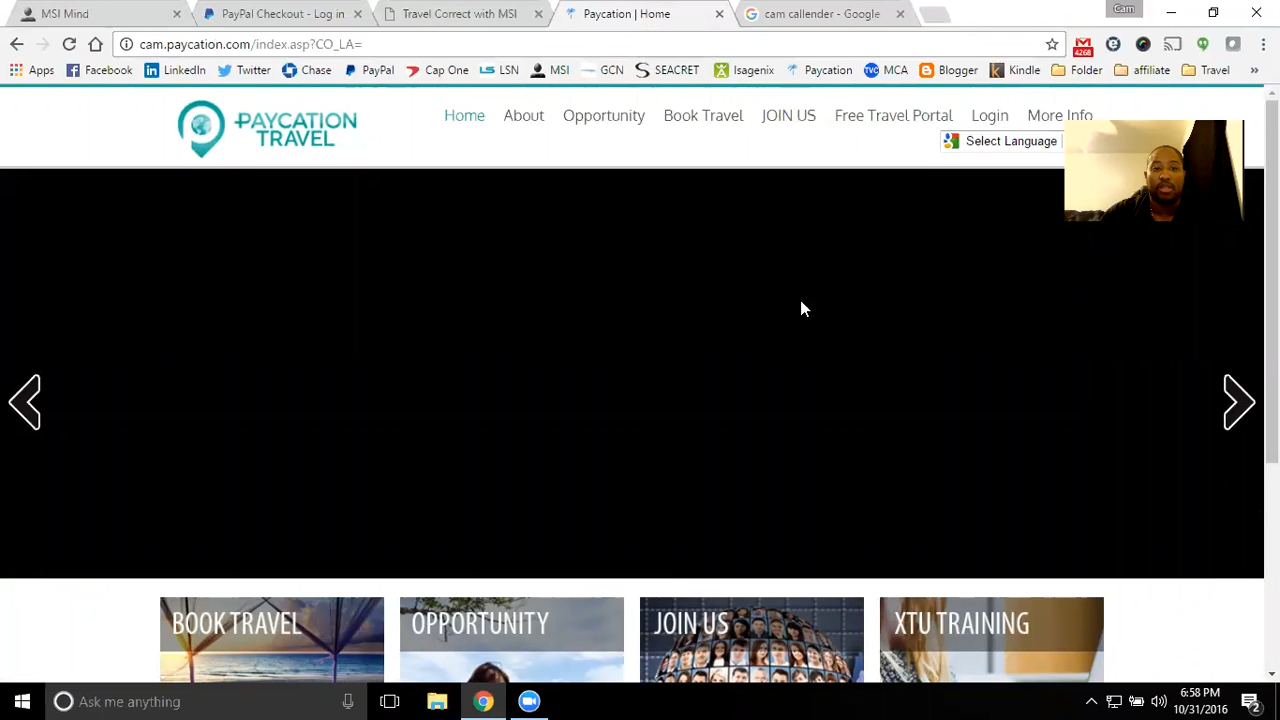 Cam
MSI Mind
PayPal Checkout - Log in
Travel Correct with MSI
Paycation | Home
cam callender - Google
cam.paycation.com/index.asp?CO_LA=
4268
Apps Facebook LinkedIn Twitter Chase PayPal Cap One LSN MSI GCN SEACRET Isagenix Paycation TVC MCA Blogger Kindle Folder affiliate Travel »
PAYCATION TRAVEL
Home About Opportunity Book Travel JOIN US Free Travel Portal Login More Info
Select Language
BOOK TRAVEL
OPPORTUNITY
JOIN US
XTU TRAINING
Ask me anything
6:58 PM
10/31/2016
2